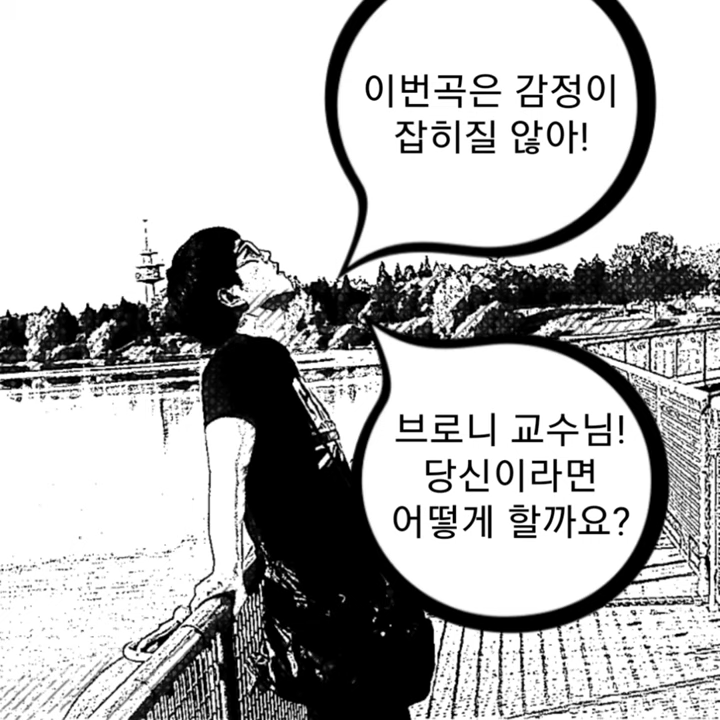 이번곡은 감정이
잡히질 않아!
브로니 교수님!
당신이라면
어떻게 할까요?